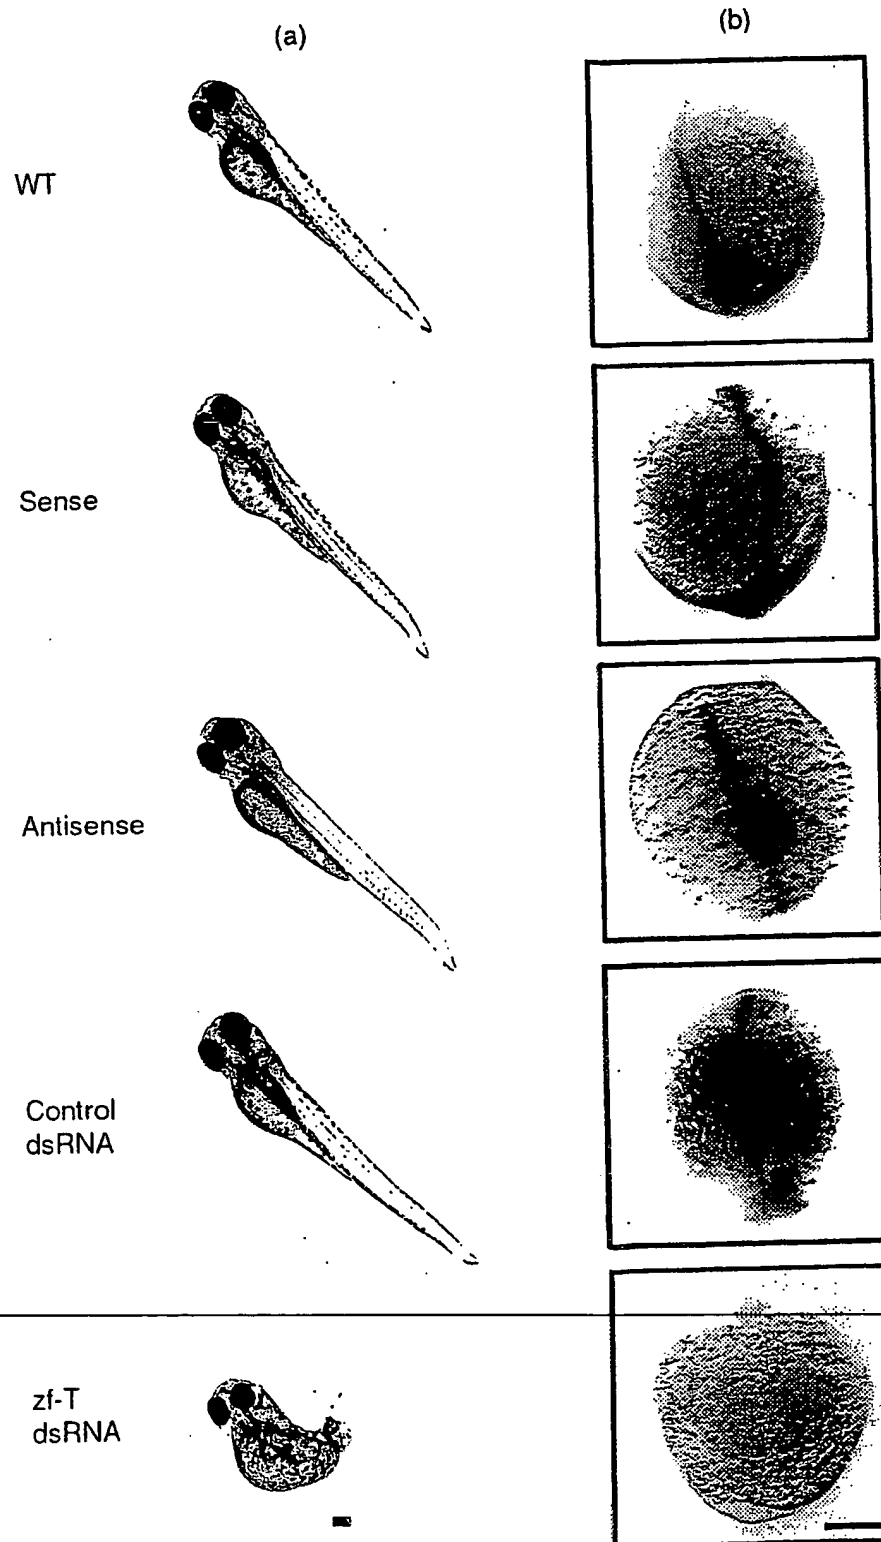 (a)
(b)
WT
Sense
Antisense
Control
dsRNA
zf-T
dsRNA